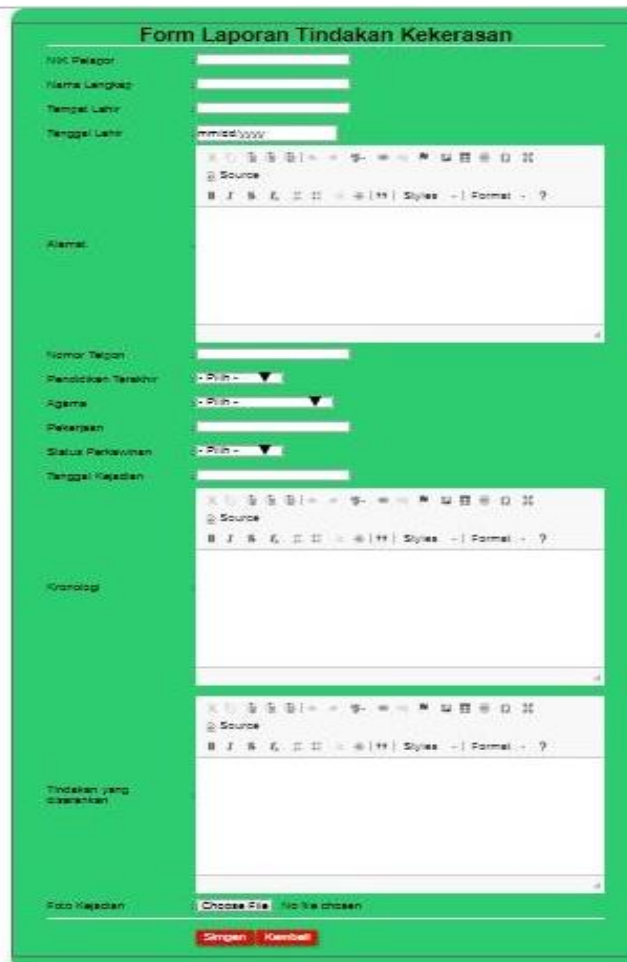 Form Laporan Tindakan Kekerasan
NIK Pelapor :
Nama Lengkap :
Tempat Lahir :
Tanggal Lahir : mm/dd/yyyy
Source
B I S Styles Format ?
Alamat :
Nomor Telpon :
Pendidikan Terakhir : - Pilih -
Agama : - Pilih -
Pekerjaan :
Status Perkawinan : - Pilih -
Tanggal Kejadian :
Source
B I S Styles Format ?
Kronologi :
Source
B I S Styles Format ?
Tindakan yang
disarankan :
Foto Kejadian : Choose File No file chosen
Simpan Kembali